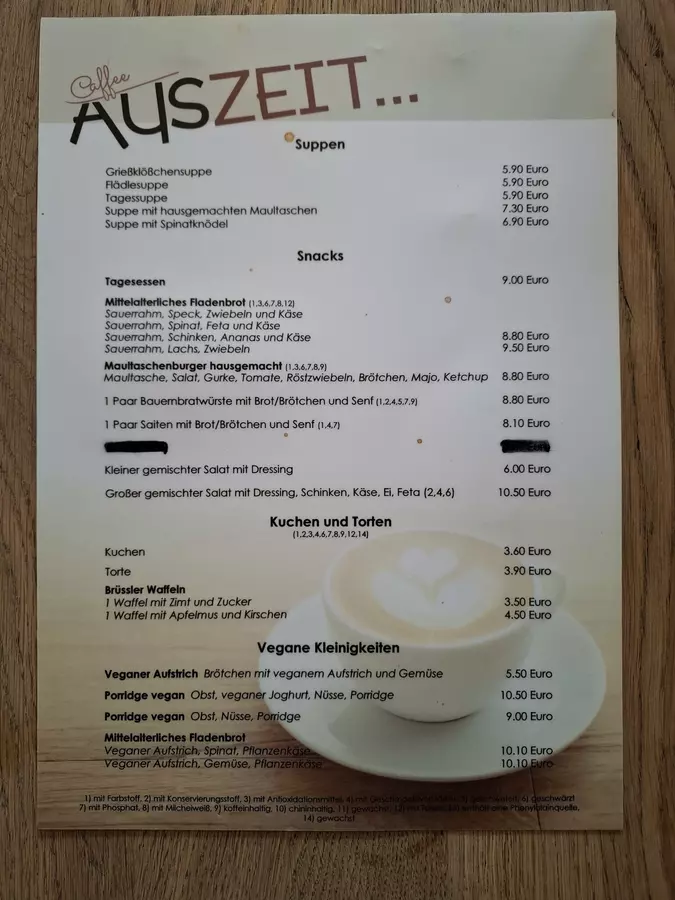 Caffee
AUSZEIT...
Suppen
Grießklößchensuppe 5.90 Euro
Flädlesuppe 5.90 Euro
Tagessuppe 5.90 Euro
Suppe mit hausgemachten Maultaschen 7.30 Euro
Suppe mit Spinatknödel 6.90 Euro
Snacks
Tagesessen 9.00 Euro
Mittelalterliches Fladenbrot (1,3,6,7,8,12)
Sauerrahm, Speck, Zwiebeln und Käse
Sauerrahm, Spinat, Feta und Käse
Sauerrahm, Schinken, Ananas und Käse 8.80 Euro
Sauerrahm, Lachs, Zwiebeln 9.50 Euro
Maultaschenburger hausgemacht (1,3,6,7,8,9)
Maultasche, Salat, Gurke, Tomate, Röstzwiebeln, Brötchen, Majo, Ketchup 8.80 Euro
1 Paar Bauernbratwürste mit Brot/Brötchen und Senf (1,2,4,5,7,9) 8.80 Euro
1 Paar Saiten mit Brot/Brötchen und Senf (1,4,7) 8.10 Euro
Kleiner gemischter Salat mit Dressing 6.00 Euro
Großer gemischter Salat mit Dressing, Schinken, Käse, Ei, Feta (2,4,6) 10.50 Euro
Kuchen und Torten
(1,2,3,4,6,7,8,9,12,14)
Kuchen 3.60 Euro
Torte 3.90 Euro
Brüssler Waffeln
1 Waffel mit Zimt und Zucker 3.50 Euro
1 Waffel mit Apfelmus und Kirschen 4.50 Euro
Vegane Kleinigkeiten
Veganer Aufstrich Brötchen mit veganem Aufstrich und Gemüse 5.50 Euro
Porridge vegan Obst, veganer Joghurt, Nüsse, Porridge 10.50 Euro
Porridge vegan Obst, Nüsse, Porridge 9.00 Euro
Mittelalterliches Fladenbrot
Veganer Aufstrich, Spinat, Pflanzenkäse 10.10 Euro
Veganer Aufstrich, Gemüse, Pflanzenkäse 10.10 Euro
1) mit Farbstoff, 2) mit Konservierungsstoff, 3) mit Antioxidationsmittel, 6) geschwärzt
7) mit Phosphat, 8) mit Milcheiweiß, 9) koffeinhaltig, 10) chininhaltig, 11) Phenylalaninquelle,
14) gewachst